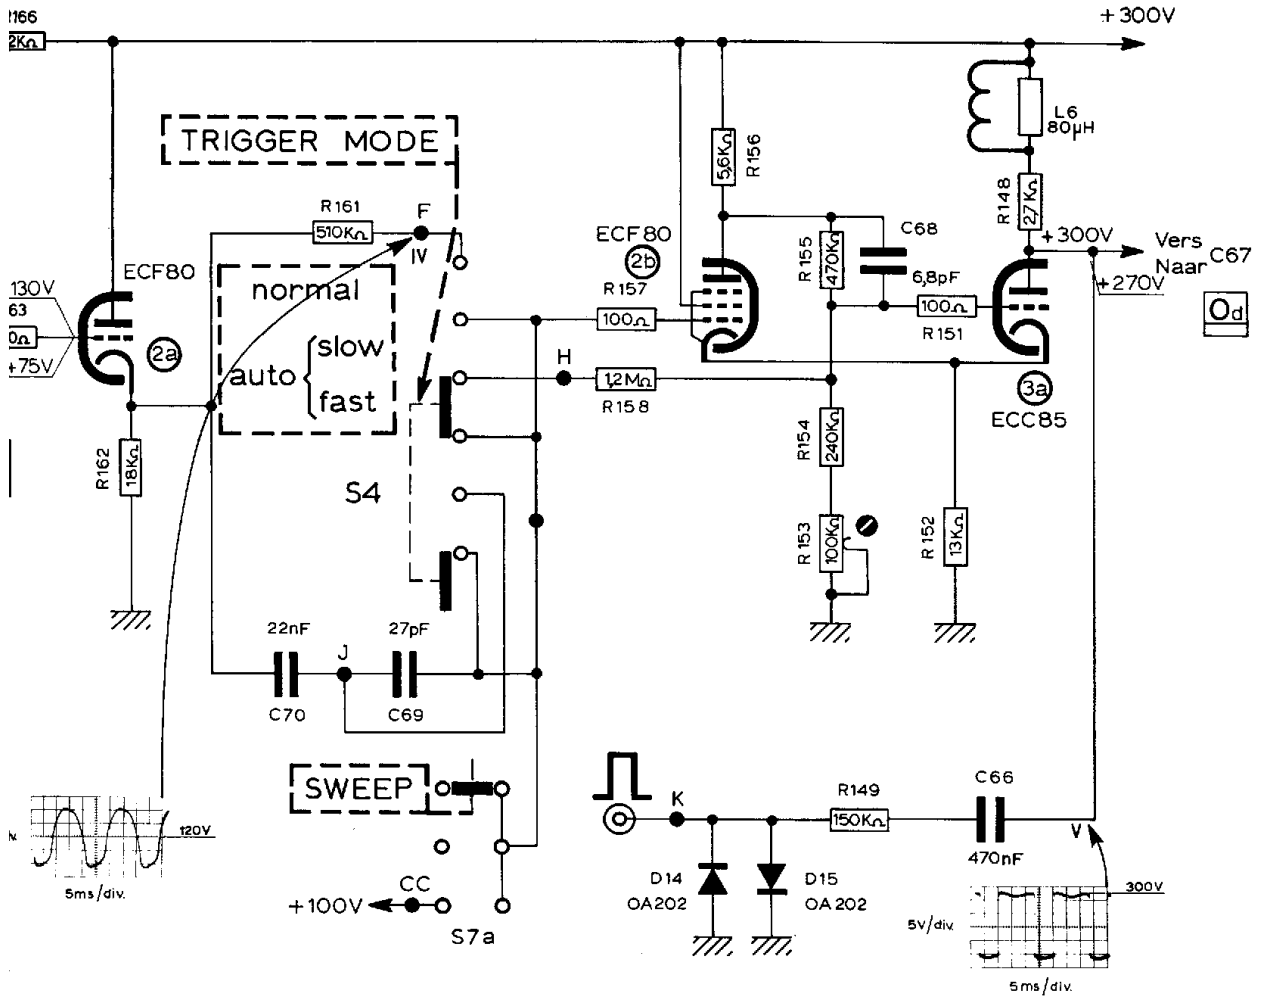 R166
2KΩ
+300V
TRIGGER MODE
L6
80µH
R156
5,6KΩ
R148
2,7KΩ
R161
510KΩ
F
IV
ECF80
2b
R155
470KΩ
C68
6,8pF
+300V
Vers
Naar C67
+270V
Od
ECF80
130V
63
0Ω
+75V
2a
normal
auto
slow
fast
R157
100Ω
100Ω
R151
H
1,2MΩ
R158
3a
ECC85
R162
18KΩ
S4
R154
240KΩ
R153
100KΩ
R152
13KΩ
22nF
J
27pF
C70
C69
SWEEP
K
R149
150KΩ
C66
470nF
V
120V
5ms/div.
D14
OA202
D15
OA202
+100V
CC
S7a
300V
5V/div.
5ms/div.